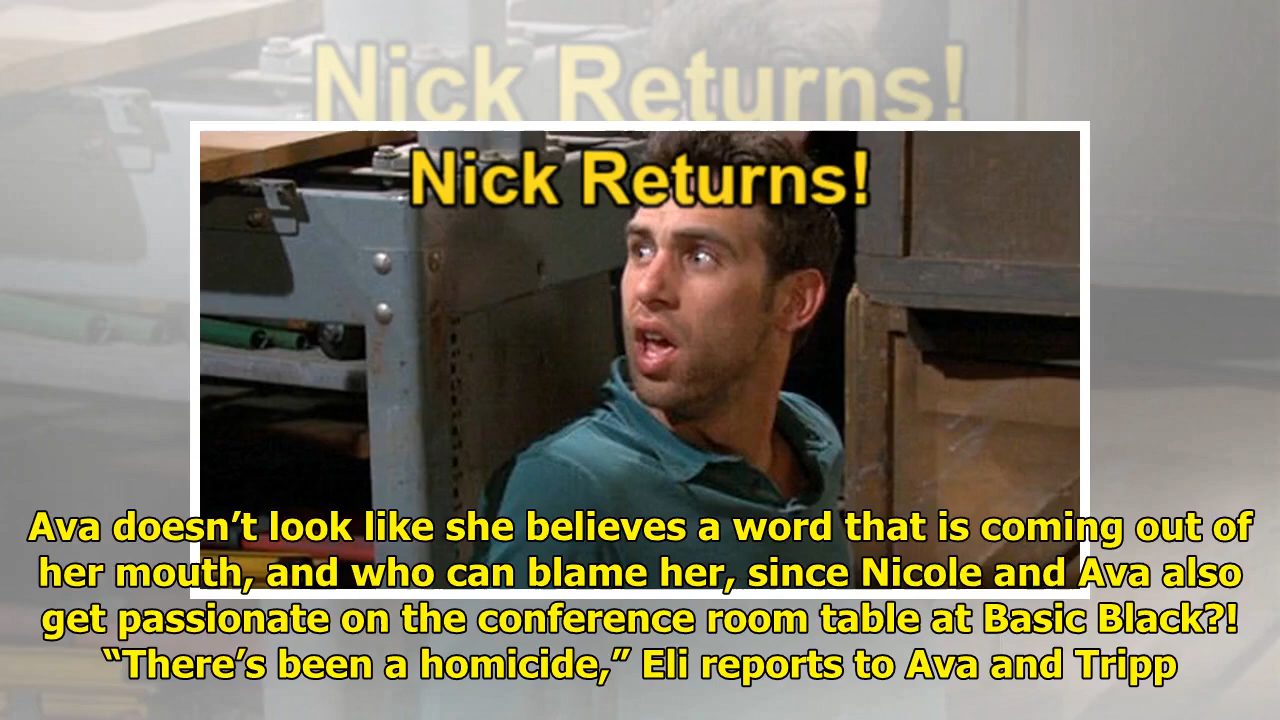 Nick Returns!
Nick Returns!
Ava doesn’t look like she believes a word that is coming out of
her mouth, and who can blame her, since Nicole and Ava also
get passionate on the conference room table at Basic Black?!
“There’s been a homicide,” Eli reports to Ava and Tripp